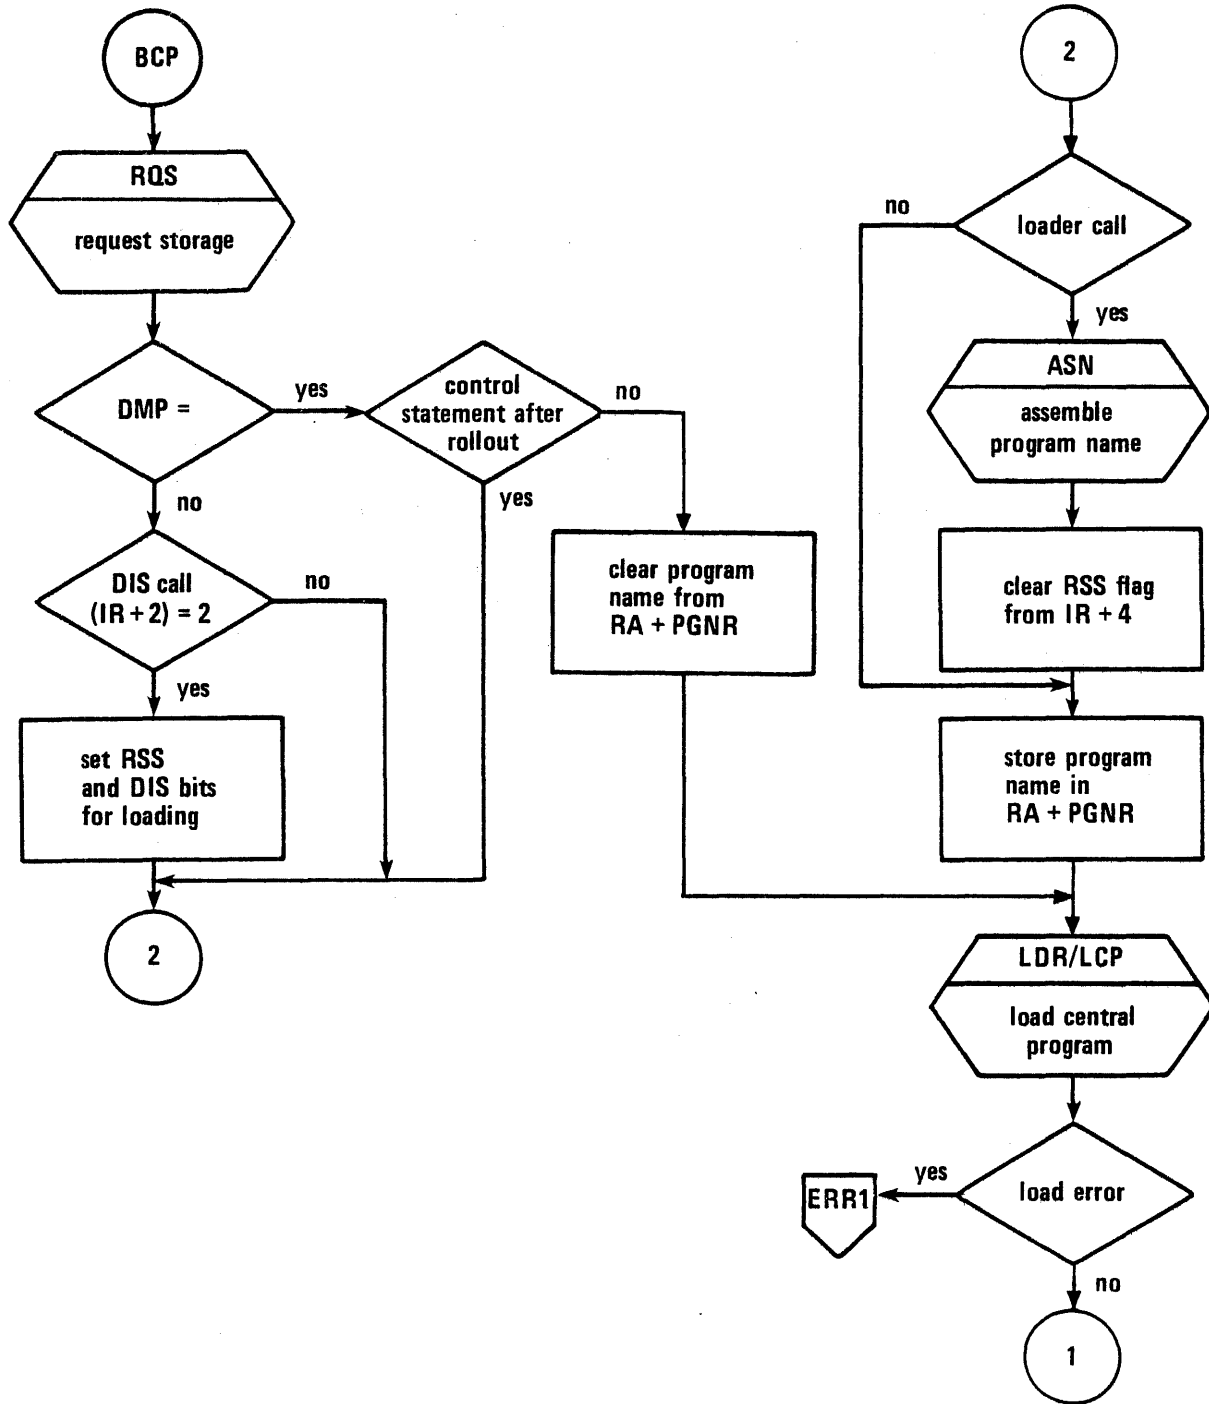 BCP
RQS
request storage
DMP =
yes
no
control
statement after
rollout
no
yes
DIS call
(IR + 2) = 2
no
yes
set RSS
and DIS bits
for loading
2
clear program
name from
RA + PGNR
2
loader call
no
yes
ASN
assemble
program name
clear RSS flag
from IR + 4
store program
name in
RA + PGNR
LDR/LCP
load central
program
load error
yes
ERR1
no
1